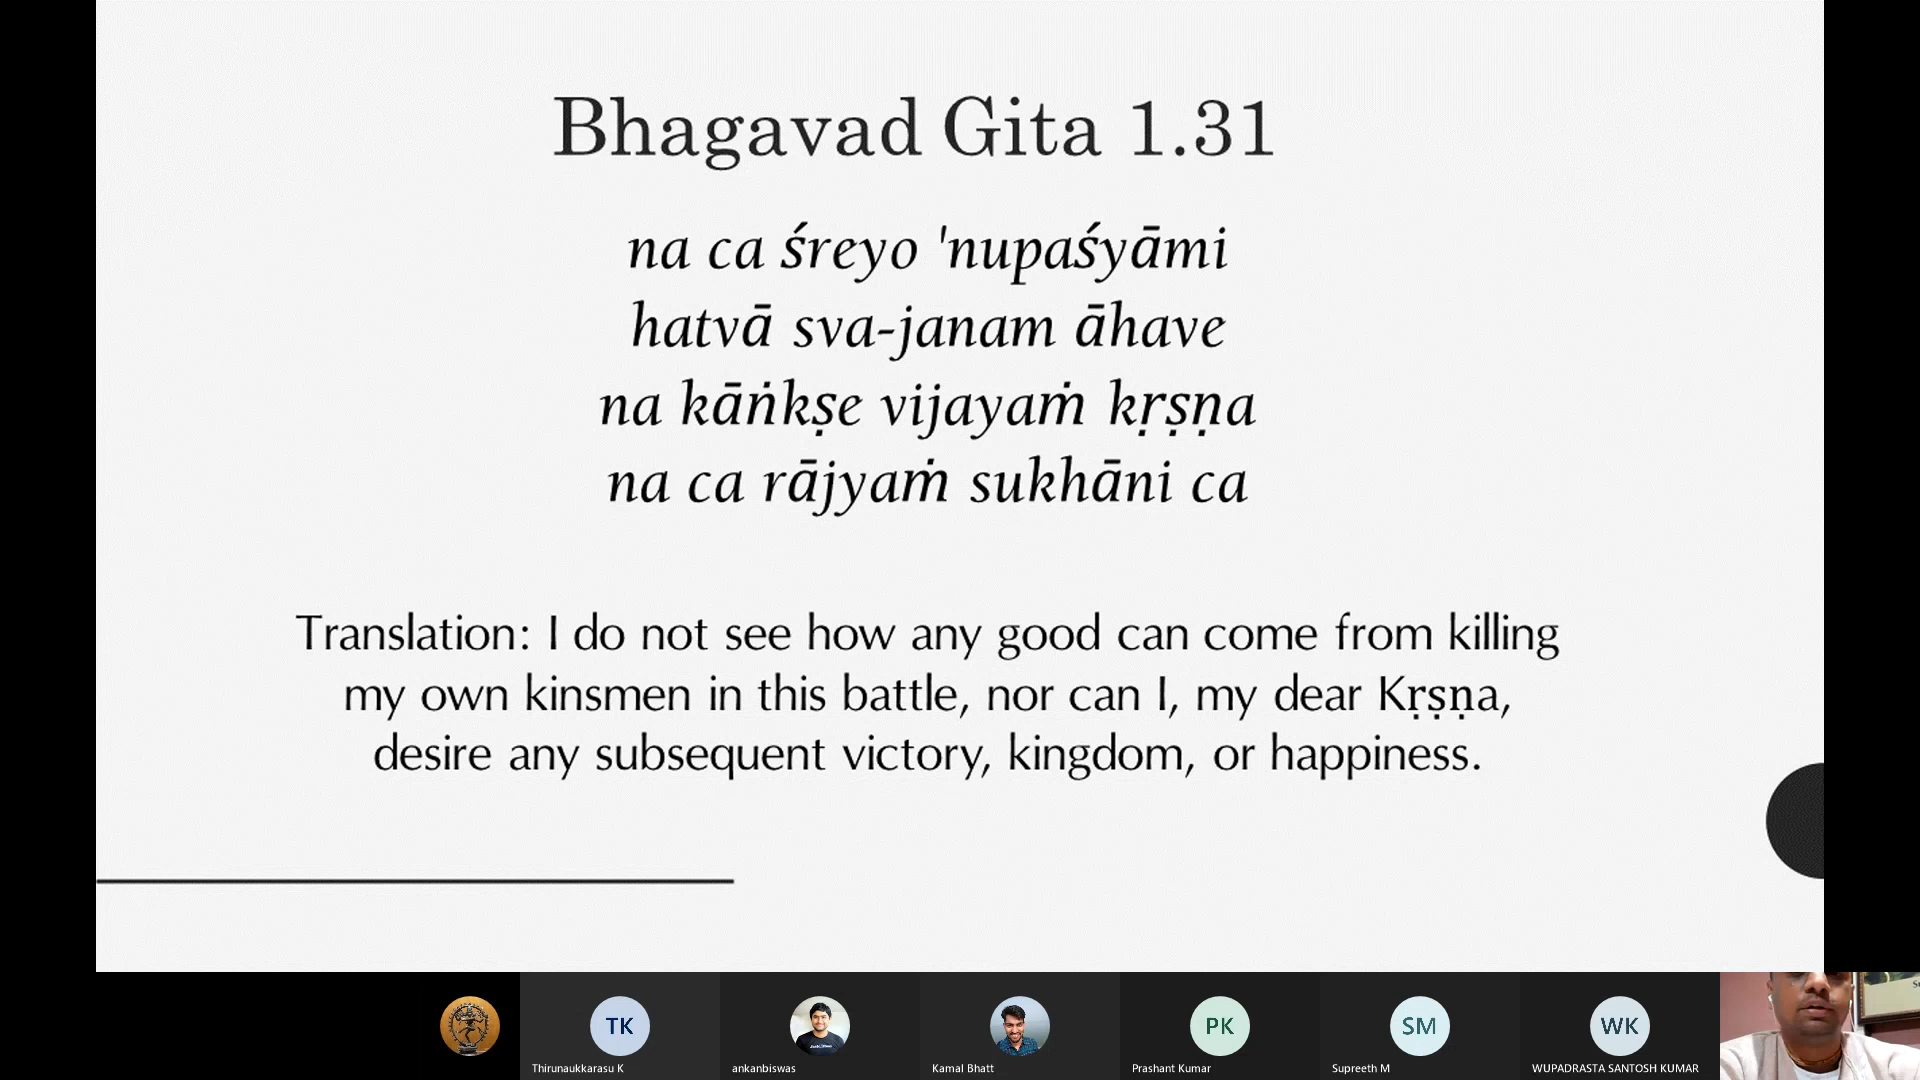 Bhagavad Gita 1.31
na ca śreyo 'nupaśyāmi
hatvā sva-janam āhave
na kāṅkṣe vijayaṁ kṛṣṇa
na ca rājyaṁ sukhāni ca
Translation: I do not see how any good can come from killing
my own kinsmen in this battle, nor can I, my dear Kṛṣṇa,
desire any subsequent victory, kingdom, or happiness.
TK
PK
SM
WK
Thirunaukkarasu K
ankanbiswas
Kamal Bhatt
Prashant Kumar
Supreeth M
WUPADRASTA SANTOSH KUMAR